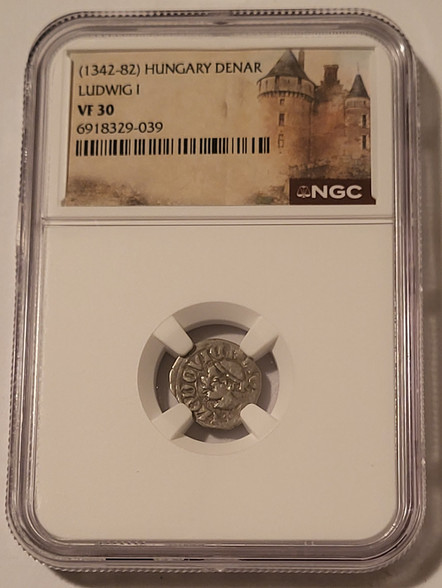 (1342-82) HUNGARY DENAR
LUDWIG I
VF 30
6918329-039
NGC